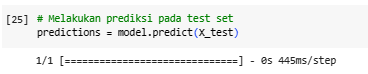 [25] # Melakukan prediksi pada test set
predictions = model.predict(X_test)
1/1 [==============================] - 0s 445ms/step